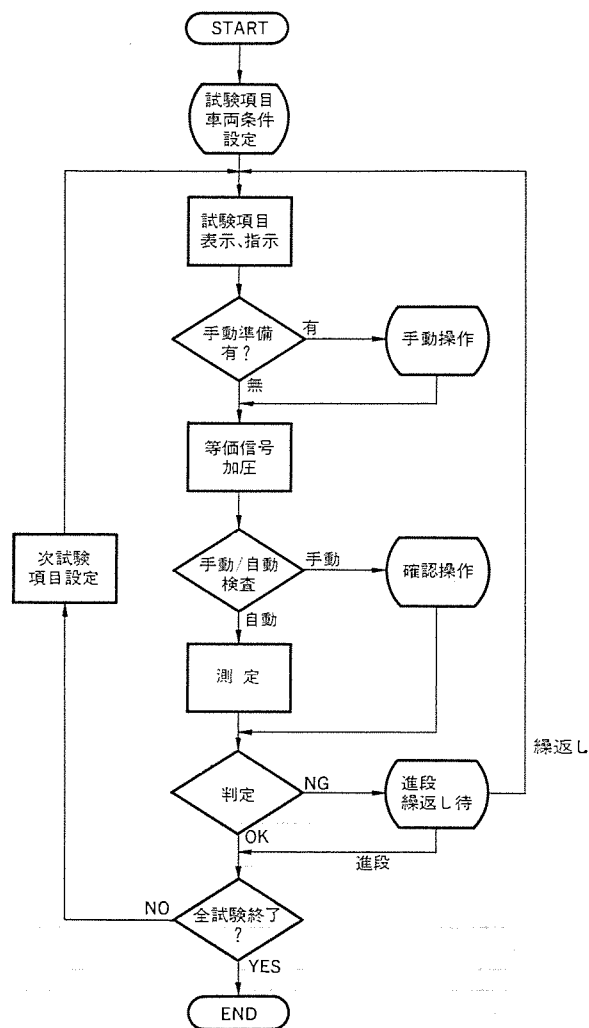 START
試験項目
車両条件
設定
試験項目
表示、指示
手動準備
有?
有
手動操作
無
等価信号
加圧
次試験
項目設定
手動/自動
検査
手動
確認操作
自動
測定
繰返し
判定
NG
進段
繰返し待
OK
進段
NO
全試験終了
?
YES
END